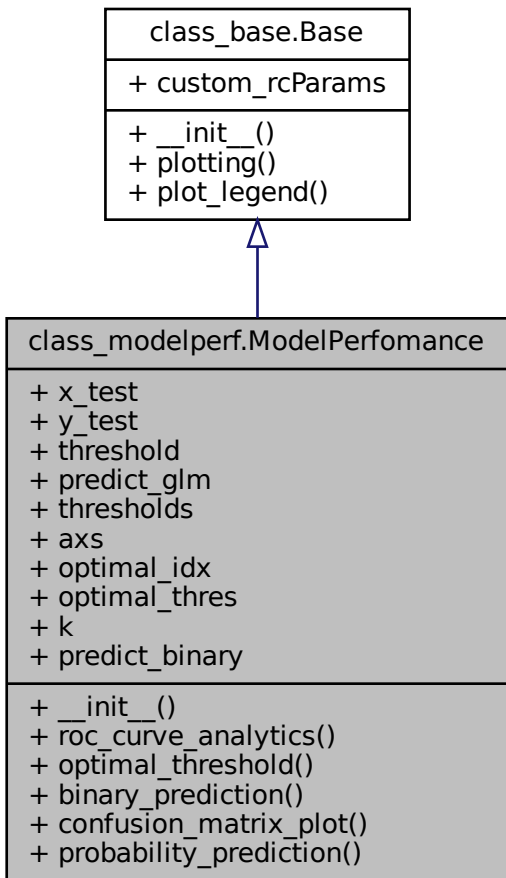 class_base.Base
+ custom_rcParams
+ __init__()
+ plotting()
+ plot_legend()
class_modelperf.ModelPerfomance
+ x_test
+ y_test
+ threshold
+ predict_glm
+ thresholds
+ axs
+ optimal_idx
+ optimal_thres
+ k
+ predict_binary
+ __init__()
+ roc_curve_analytics()
+ optimal_threshold()
+ binary_prediction()
+ confusion_matrix_plot()
+ probability_prediction()